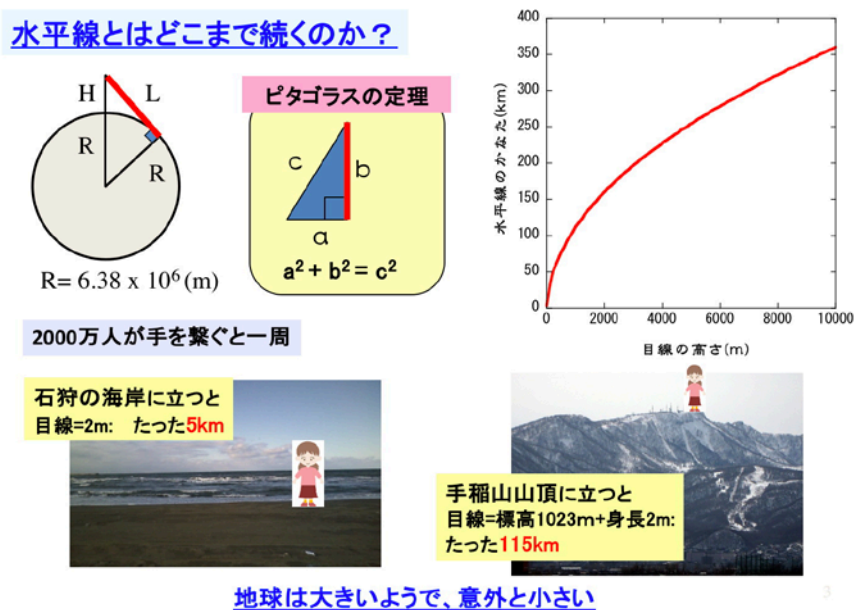 水平線とはどこまで続くのか？
H
L
R
R
R= 6.38 x 10⁶ (m)
ピタゴラスの定理
c
b
a
a² + b² = c²
水平線のかなた(km)
400
350
300
250
200
150
100
50
0
0 2000 4000 6000 8000 10000
目線の高さ(m)
2000万人が手を繋ぐと一周
石狩の海岸に立つと
目線=2m: たった5km
手稲山山頂に立つと
目線=標高1023m+身長2m:
たった115km
地球は大きいようで、意外と小さい
3